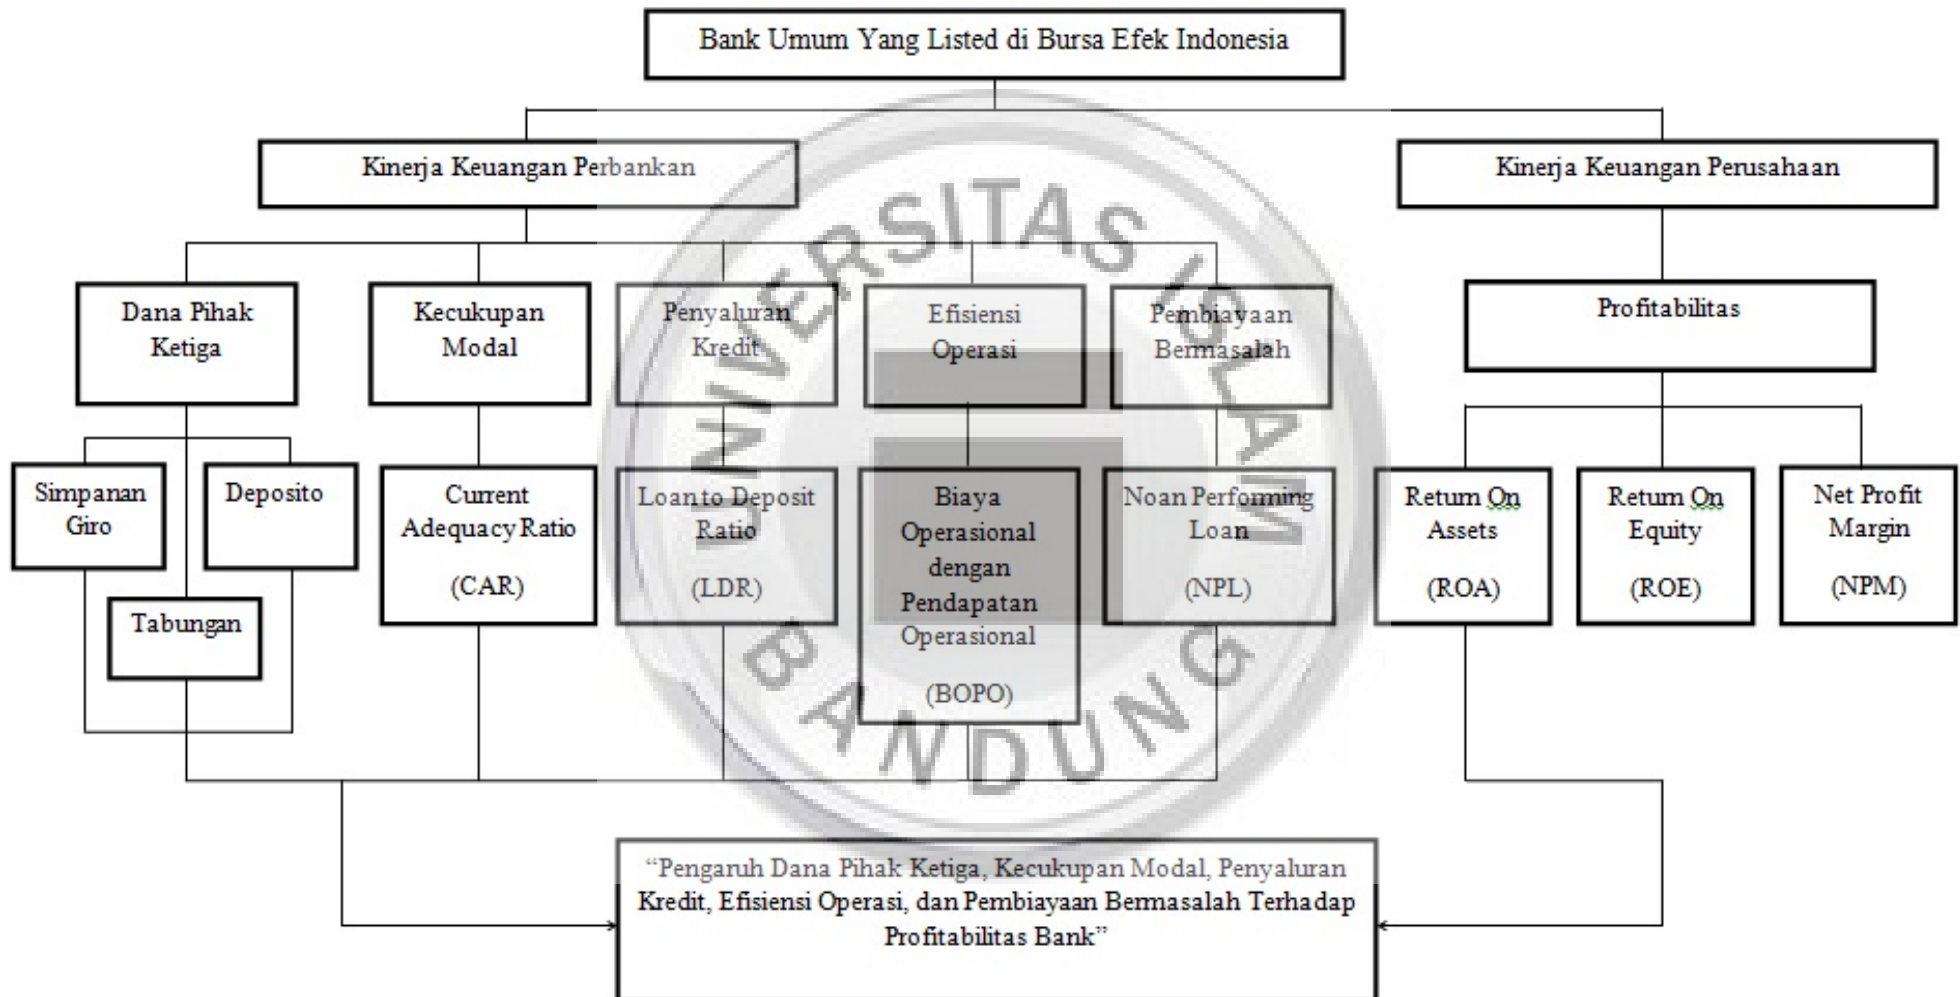 Bank Umum Yang Listed di Bursa Efek Indonesia
Kinerja Keuangan Perbankan
Kinerja Keuangan Perusahaan
Dana Pihak
Ketiga
Kecukupan
Modal
Penyaluran
Kredit
Efisiensi
Operasi
Pembiayaan
Bermasalah
Profitabilitas
Simpanan
Giro
Deposito
Tabungan
Current
Adequacy Ratio
(CAR)
Loan to Deposit
Ratio
(LDR)
Biaya
Operasional
dengan
Pendapatan
Operasional
(BOPO)
Noan Performing
Loan
(NPL)
Return On
Assets
(ROA)
Return On
Equity
(ROE)
Net Profit
Margin
(NPM)
“Pengaruh Dana Pihak Ketiga, Kecukupan Modal, Penyaluran
Kredit, Efisiensi Operasi, dan Pembiayaan Bermasalah Terhadap
Profitabilitas Bank”
UNIVERSITAS ISLAM
BANDUNG